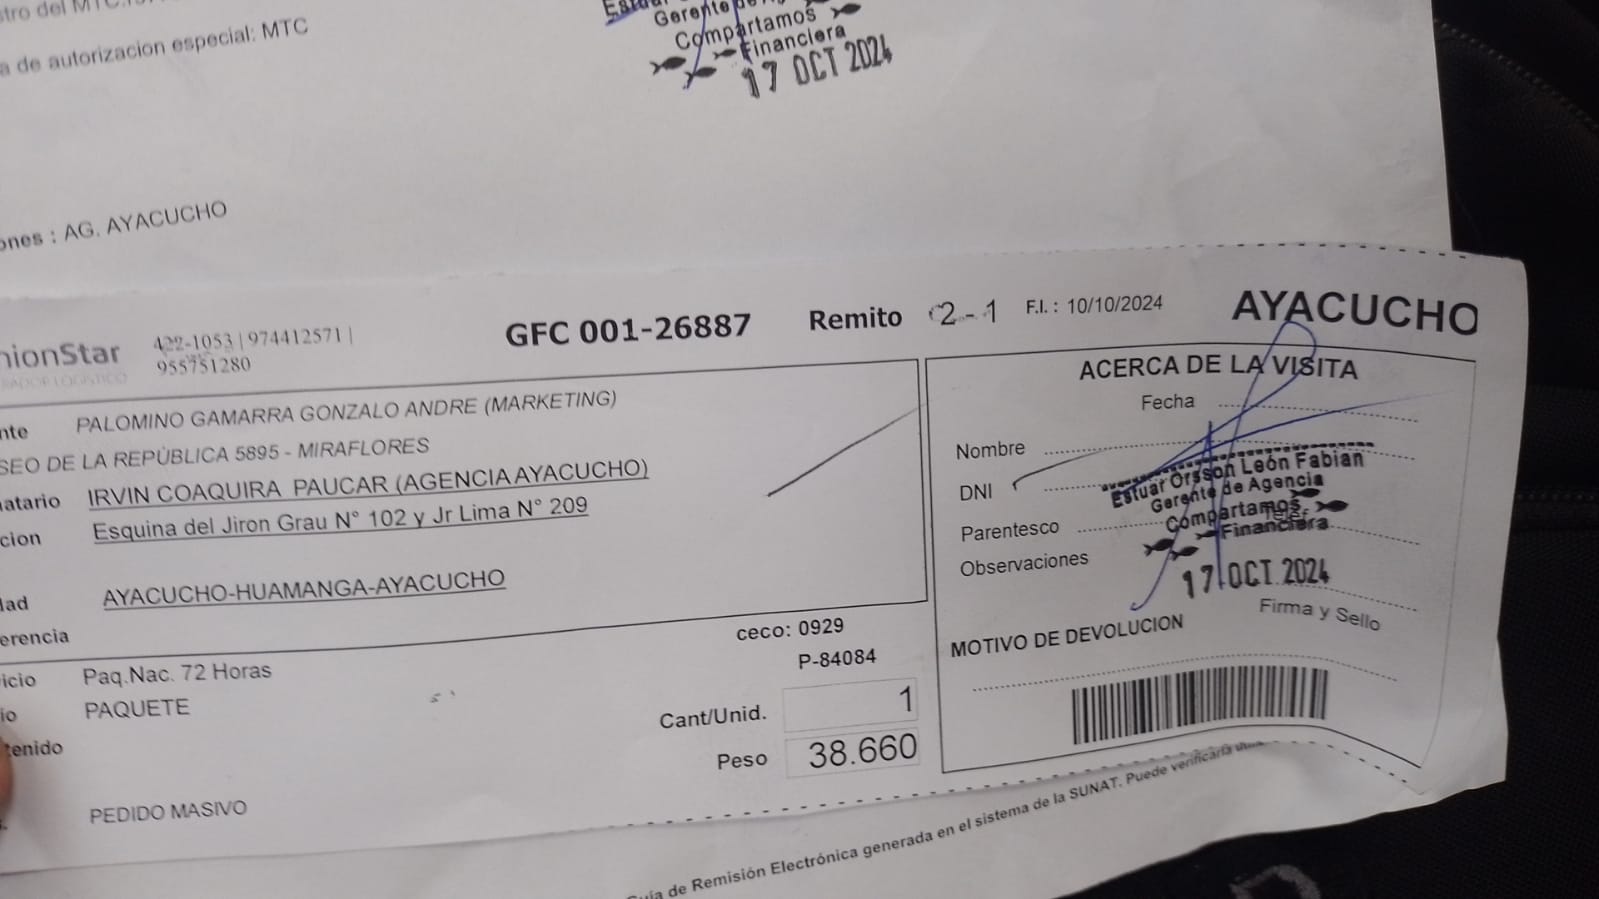 stro del MTC
a de autorizacion especial: MTC
Gerente de
Compartamos
Financiera
17 OCT 2024
ones : AG. AYACUCHO
nionStar
422-1053 | 974412571 |
955751280
GFC 001-26887
Remito 2-1
F.I. : 10/10/2024
AYACUCHO
nte PALOMINO GAMARRA GONZALO ANDRE (MARKETING)
SEO DE LA REPÚBLICA 5895 - MIRAFLORES
natario IRVIN COAQUIRA PAUCAR (AGENCIA AYACUCHO)
cion Esquina del Jiron Grau N° 102 y Jr Lima N° 209
dad AYACUCHO-HUAMANGA-AYACUCHO
erencia
icio Paq.Nac. 72 Horas
io PAQUETE
tenido
PEDIDO MASIVO
ceco: 0929
P-84084
Cant/Unid. 1
Peso 38.660
ACERCA DE LA VISITA
Fecha
Nombre
DNI
Parentesco
Observaciones
Estuar Orsson León Fabian
Gerente de Agencia
Compartamos
Financiera
17 OCT 2024
Firma y Sello
MOTIVO DE DEVOLUCION
Guía de Remisión Electrónica generada en el sistema de la SUNAT. Puede verificarla